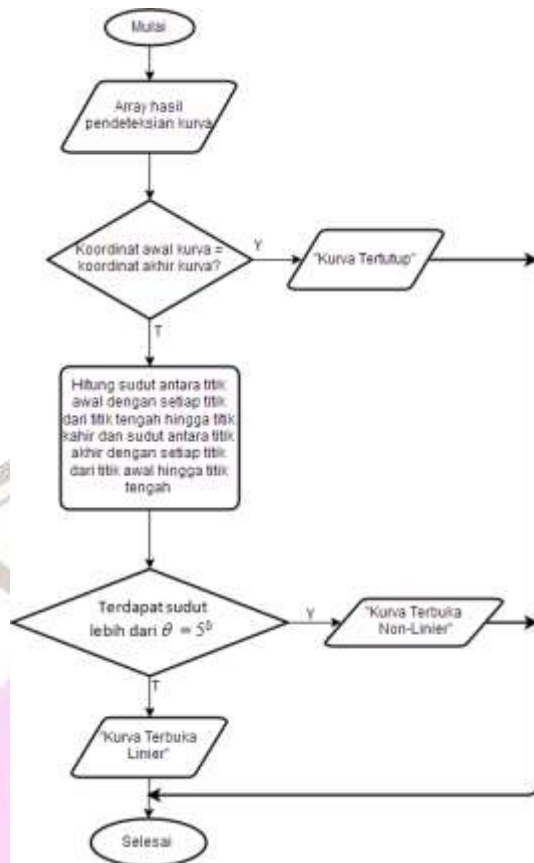 Mulai
Array hasil
pendeteksian kurva
Koordinat awal kurva =
koordinat akhir kurva?
Y
"Kurva Tertutup"
T
Hitung sudut antara titik
awal dengan setiap titik
dari titik tengah hingga titik
kahir dan sudut antara titik
akhir dengan setiap titik
dari titik awal hingga titik
tengah
Terdapat sudut
lebih dari θ = 5⁰
Y
"Kurva Terbuka
Non-Linier"
T
"Kurva Terbuka
Linier"
Selesai